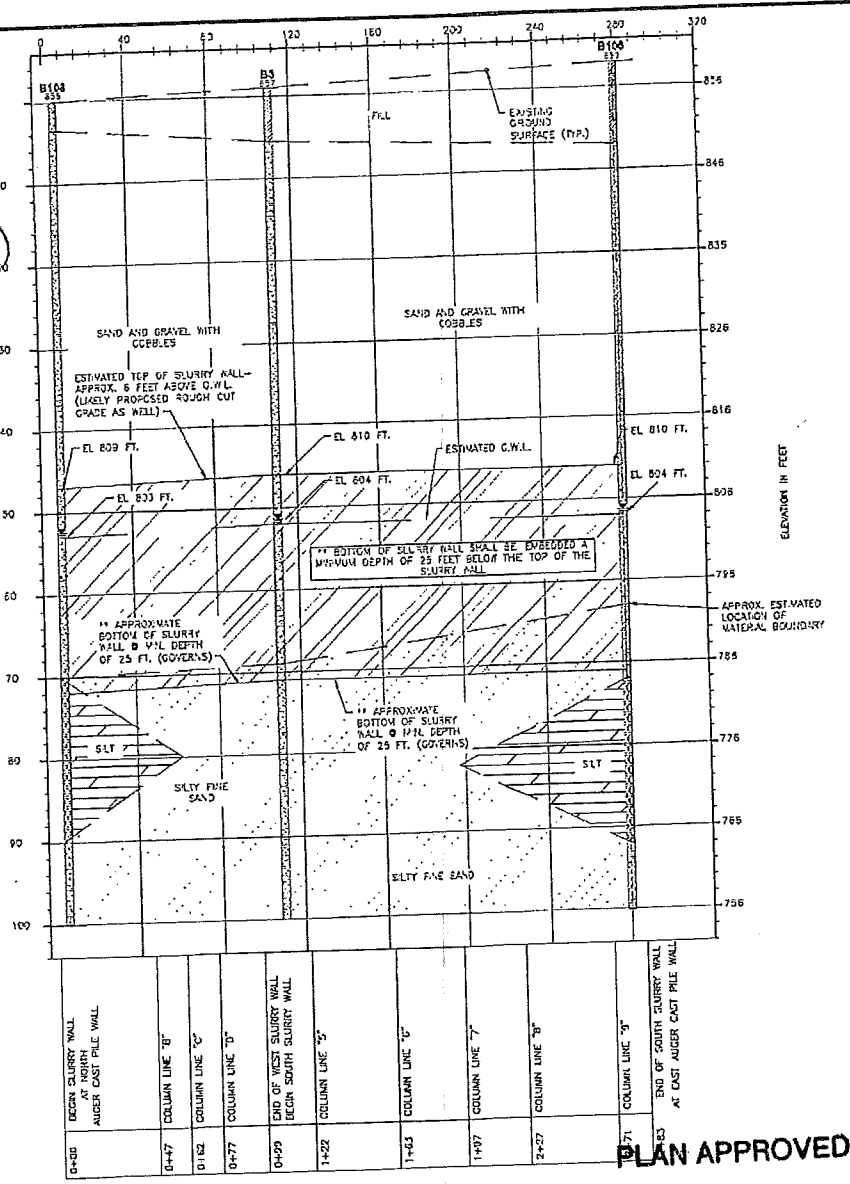 0 40 80 120 160 200 240 280 320
B3
857
FILL
EXISTING
GROUND
SURFACE (TYP.)
855
846
835
826
816
808
795
785
776
765
756
ELEVATION IN FEET
30
40
50
60
70
80
90
100
SAND AND GRAVEL WITH
COBBLES
SAND AND GRAVEL WITH
COBBLES
ESTIMATED TOP OF SLURRY WALL-
APPROX. 6 FEET ABOVE G.W.L.
(LIKELY PROPOSED ROUGH CUT
GRADE AS WELL)
EL 809 FT.
EL 803 FT.
EL 810 FT.
EL 804 FT.
ESTIMATED G.W.L.
EL 810 FT.
EL 804 FT.
** BOTTOM OF SLURRY WALL SHALL BE EMBEDDED A
MINIMUM DEPTH OF 25 FEET BELOW THE TOP OF THE
SLURRY WALL
APPROX. ESTIMATED
LOCATION OF
MATERIAL BOUNDARY
** APPROXIMATE
BOTTOM OF SLURRY
WALL @ MIN. DEPTH
OF 25 FT. (GOVERNS)
** APPROXIMATE
BOTTOM OF SLURRY
WALL @ MIN. DEPTH
OF 25 FT. (GOVERNS)
SILT
SILTY FINE
SAND
SILT
SILTY FINE SAND
0+00 BEGIN SLURRY WALL
AT NORTH
AUGER CAST PILE WALL
0+47 COLUMN LINE "B"
0+62 COLUMN LINE "C"
0+77 COLUMN LINE "D"
0+99 END OF WEST SLURRY WALL
BEGIN SOUTH SLURRY WALL
1+22 COLUMN LINE "5"
1+63 COLUMN LINE "6"
1+97 COLUMN LINE "7"
2+27 COLUMN LINE "8"
COLUMN LINE "9"
END OF SOUTH SLURRY WALL
AT EAST AUGER CAST PILE WALL
PLAN APPROVED